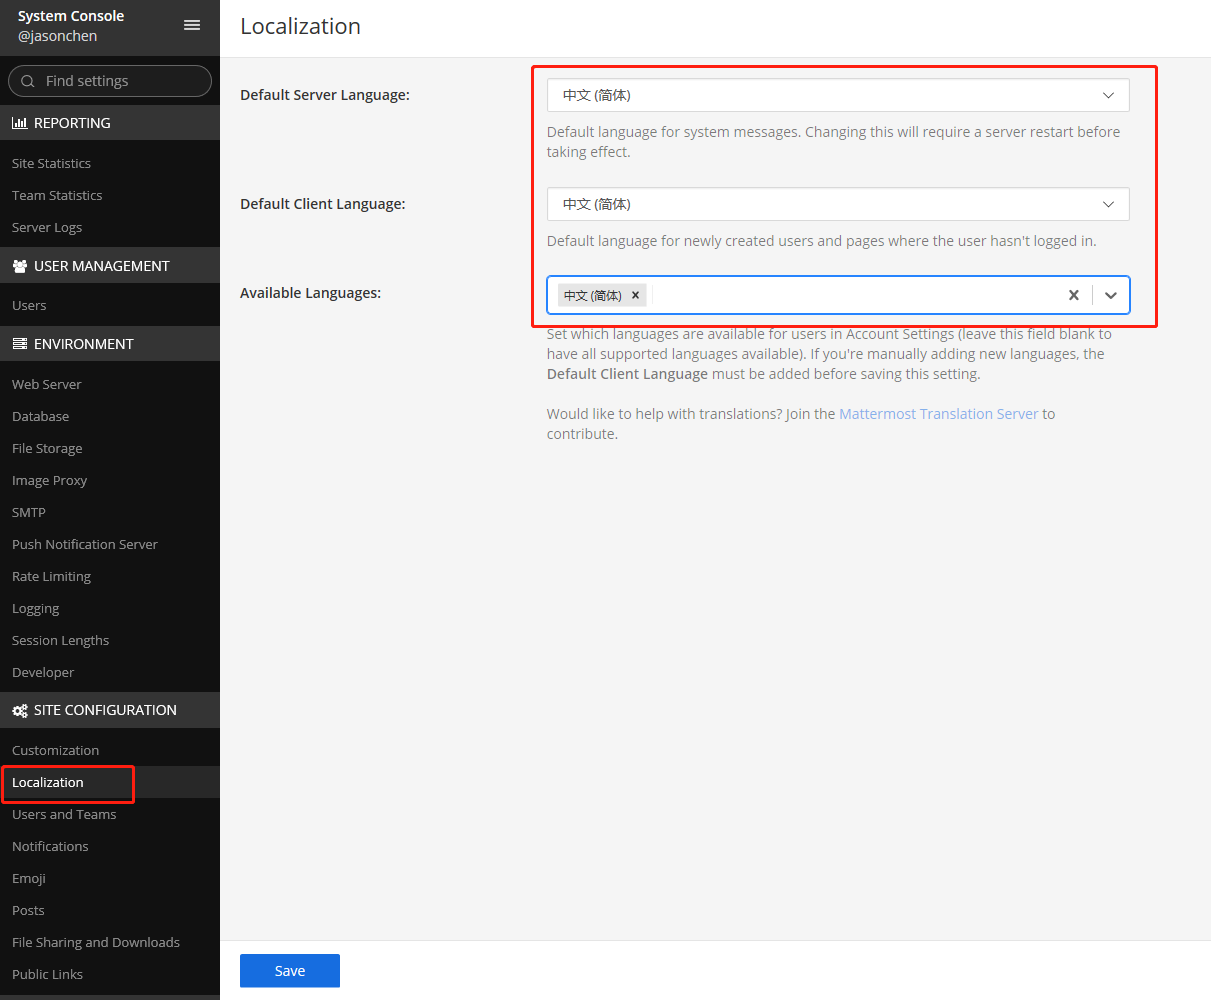 System Console
@jasonchen
Find settings
REPORTING
Site Statistics
Team Statistics
Server Logs
USER MANAGEMENT
Users
ENVIRONMENT
Web Server
Database
File Storage
Image Proxy
SMTP
Push Notification Server
Rate Limiting
Logging
Session Lengths
Developer
SITE CONFIGURATION
Customization
Localization
Users and Teams
Notifications
Emoji
Posts
File Sharing and Downloads
Public Links
Localization
Default Server Language:
中文 (简体)
Default language for system messages. Changing this will require a server restart before
taking effect.
Default Client Language:
中文 (简体)
Default language for newly created users and pages where the user hasn't logged in.
Available Languages:
中文 (简体)
Set which languages are available for users in Account Settings (leave this field blank to
have all supported languages available). If you're manually adding new languages, the
Default Client Language must be added before saving this setting.
Would like to help with translations? Join the Mattermost Translation Server to
contribute.
Save